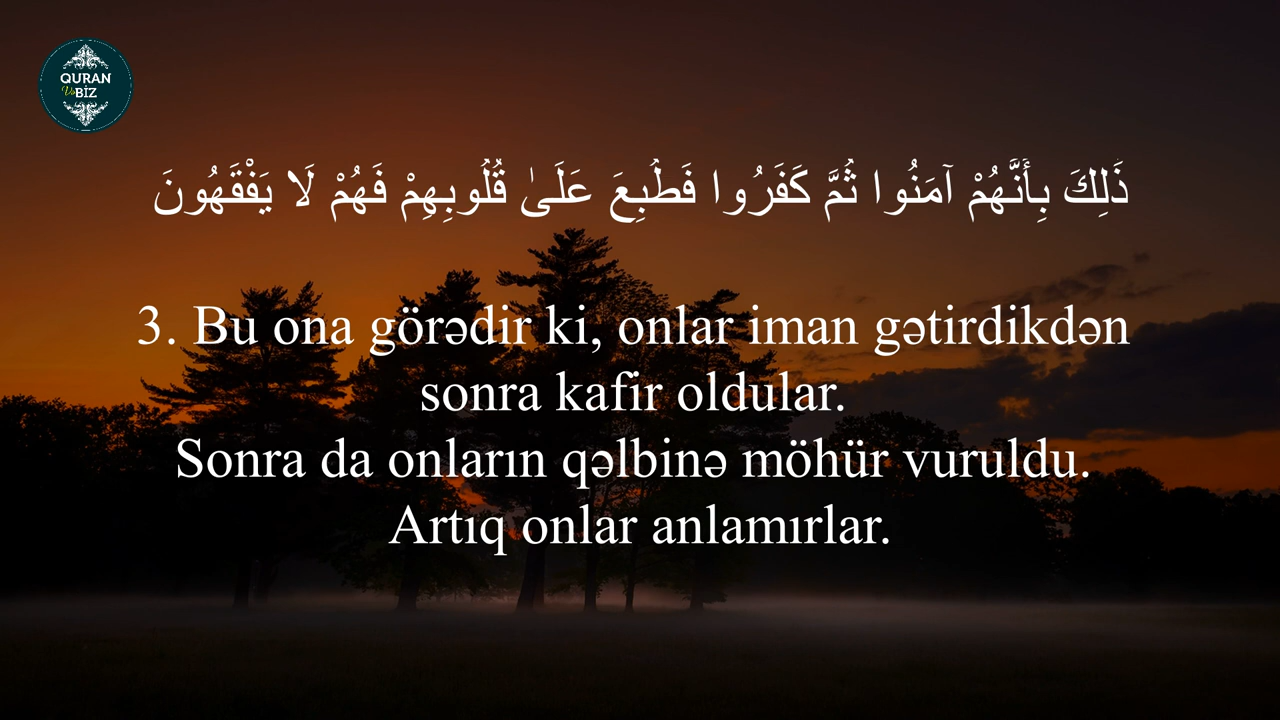 QURAN
Və BİZ
ذَٰلِكَ بِأَنَّهُمْ آمَنُوا ثُمَّ كَفَرُوا فَطُبِعَ عَلَىٰ قُلُوبِهِمْ فَهُمْ لَا يَفْقَهُونَ
3. Bu ona görədir ki, onlar iman gətirdikdən
sonra kafir oldular.
Sonra da onların qəlbinə möhür vuruldu.
Artıq onlar anlamırlar.